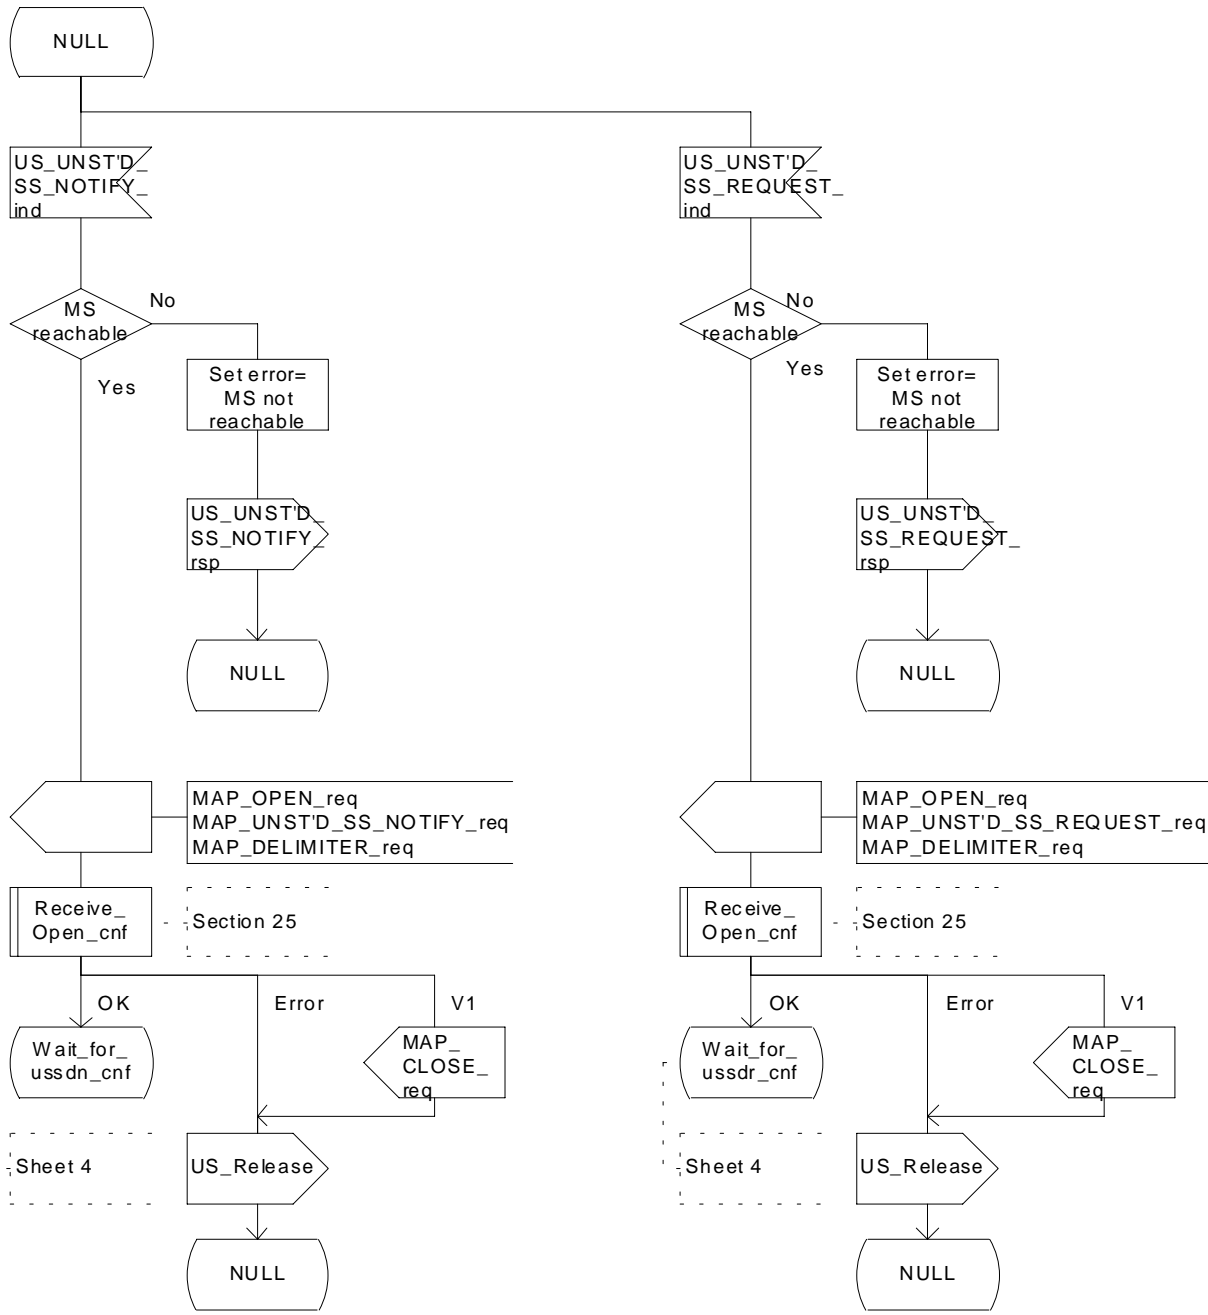 NULL
US_UNST'D_
SS_NOTIFY_
ind
US_UNST'D_
SS_REQUEST_
ind
MS
reachable
No
Yes
MS
reachable
No
Yes
Set error=
MS not
reachable
Set error=
MS not
reachable
US_UNST'D_
SS_NOTIFY_
rsp
US_UNST'D_
SS_REQUEST_
rsp
NULL
NULL
MAP_OPEN_req
MAP_UNST'D_SS_NOTIFY_req
MAP_DELIMITER_req
MAP_OPEN_req
MAP_UNST'D_SS_REQUEST_req
MAP_DELIMITER_req
Receive_
Open_cnf
Section 25
Receive_
Open_cnf
Section 25
OK
Error
V1
OK
Error
V1
Wait_for_
ussdn_cnf
MAP_
CLOSE_
req
Wait_for_
ussdr_cnf
MAP_
CLOSE_
req
Sheet 4
US_Release
Sheet 4
US_Release
NULL
NULL